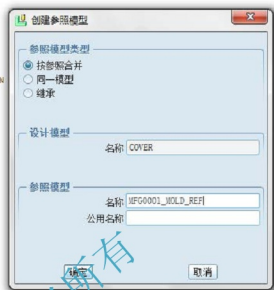 创建参照模型
参照模型类型
按参照合并
同一模型
继承
设计模型
名称 COVER
参照模型
名称 MFG0001_MOLD_REF
公用名称
确定 取消
所有